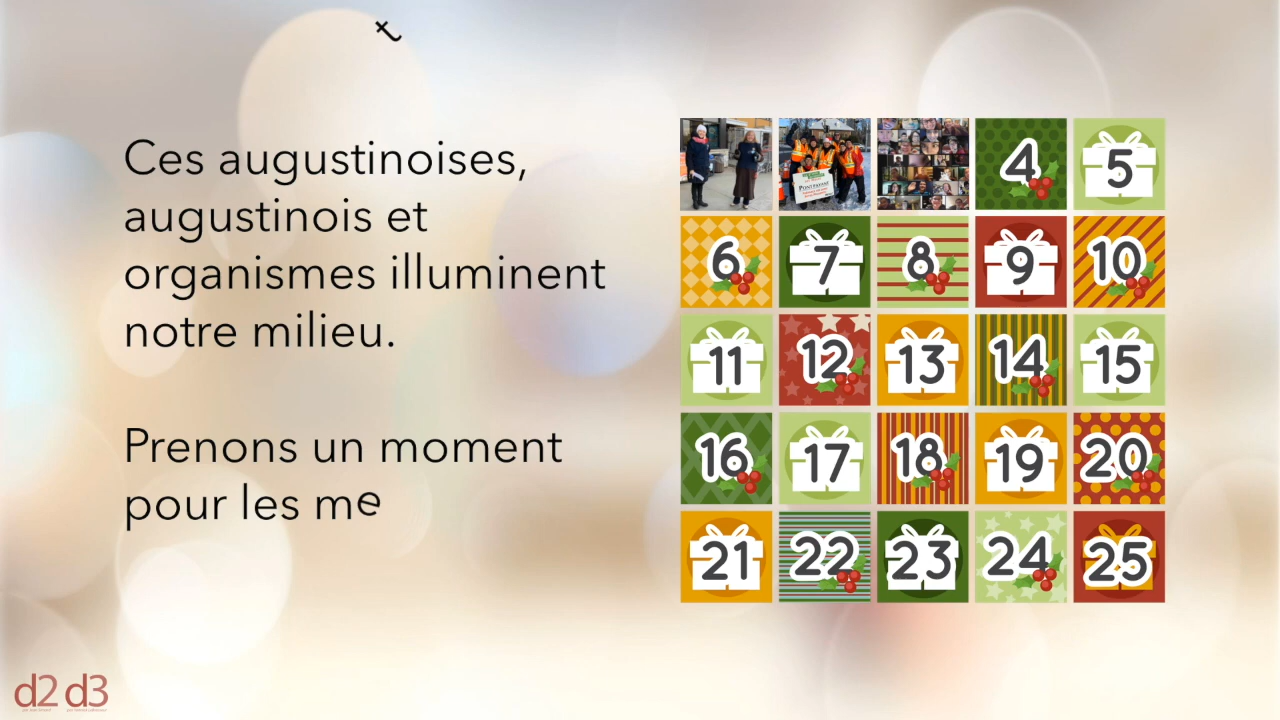 t
Ces augustinoises,
augustinois et
organismes illuminent
notre milieu.
Prenons un moment
pour les me
4 5
6 7 8 9 10
11 12 13 14 15
16 17 18 19 20
21 22 23 24 25
d2 d3